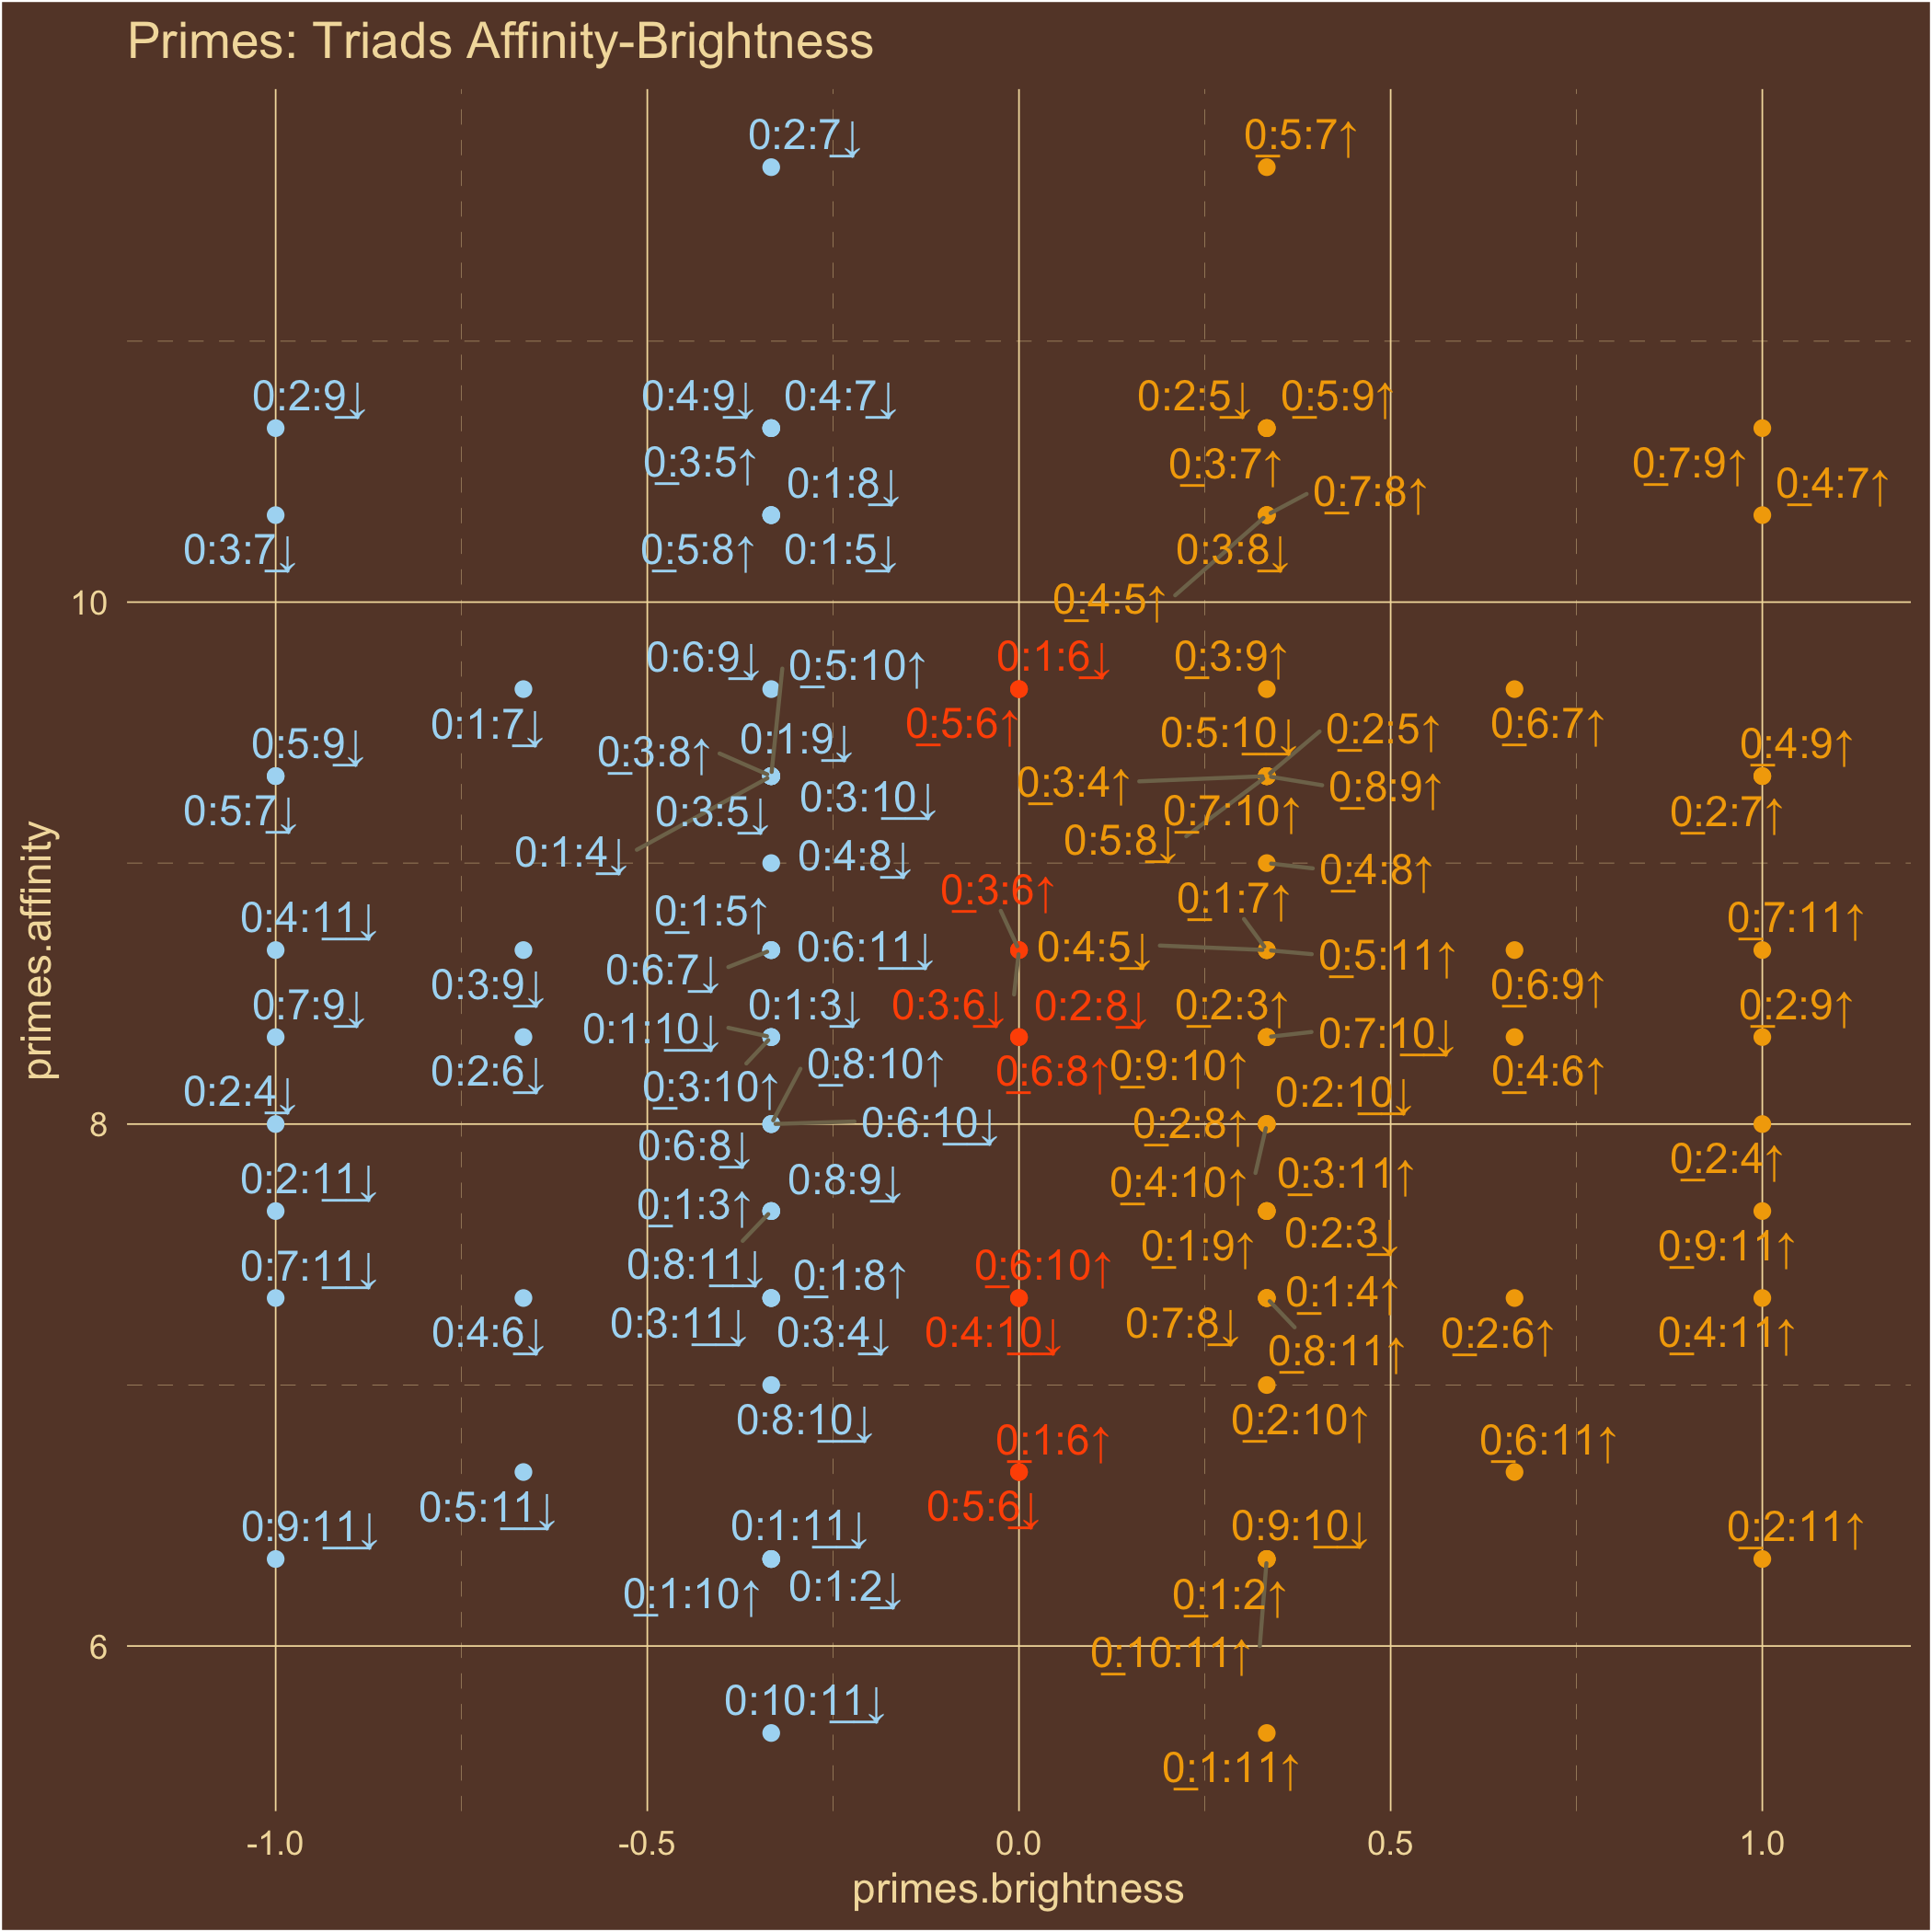 Primes: Triads Affinity-Brightness
0:2:7↓ 0:5:7↑
0:2:9↓ 0:4:9↓ 0:4:7↓ 0:2:5↓ 0:5:9↑
0:3:5↑ 0:3:7↑ 0:7:9↑
0:1:8↓ 0:7:8↑ 0:4:7↑
0:3:7↓ 0:5:8↑ 0:1:5↓ 0:3:8↓
10 0:4:5↑
0:6:9↓ 0:5:10↑ 0:1:6↓ 0:3:9↑
0:1:7↓ 0:5:6↑ 0:5:10↓ 0:2:5↑ 0:6:7↑
0:5:9↓ 0:3:8↑ 0:1:9↓ 0:4:9↑
0:3:4↑ 0:8:9↑
0:5:7↓ 0:3:5↓ 0:3:10↓ 0:7:10↑ 0:2:7↑
0:1:4↓ 0:4:8↓ 0:5:8↓ 0:4:8↑
0:3:6↑ 0:1:7↑
0:4:11↓ 0:1:5↑ 0:7:11↑
0:6:11↓ 0:4:5↓ 0:5:11↑
0:3:9↓ 0:6:7↓ 0:6:9↑
0:7:9↓ 0:1:3↓ 0:3:6↓ 0:2:8↓ 0:2:3↑ 0:2:9↑
0:1:10↓ 0:7:10↓
0:2:6↓ 0:8:10↑ 0:6:8↑ 0:9:10↑ 0:4:6↑
0:2:4↓ 0:3:10↑ 0:2:10↓
8 0:6:10↓ 0:2:8↑
0:6:8↓ 0:2:4↑
0:2:11↓ 0:8:9↓ 0:4:10↑ 0:3:11↑
0:1:3↑ 0:2:3↓
0:1:9↑ 0:9:11↑
0:7:11↓ 0:8:11↓ 0:1:8↑ 0:6:10↑ 0:1:4↑
0:4:6↓ 0:3:11↓ 0:3:4↓ 0:4:10↓ 0:7:8↓ 0:8:11↑ 0:2:6↑ 0:4:11↑
0:8:10↓ 0:2:10↑
0:1:6↑ 0:6:11↑
0:5:11↓ 0:5:6↓
0:9:11↓ 0:1:11↓ 0:9:10↓ 0:2:11↑
0:1:10↑ 0:1:2↓ 0:1:2↑
6 0:10:11↑
0:10:11↓
0:1:11↑
-1.0 -0.5 0.0 0.5 1.0
primes.brightness
primes.affinity